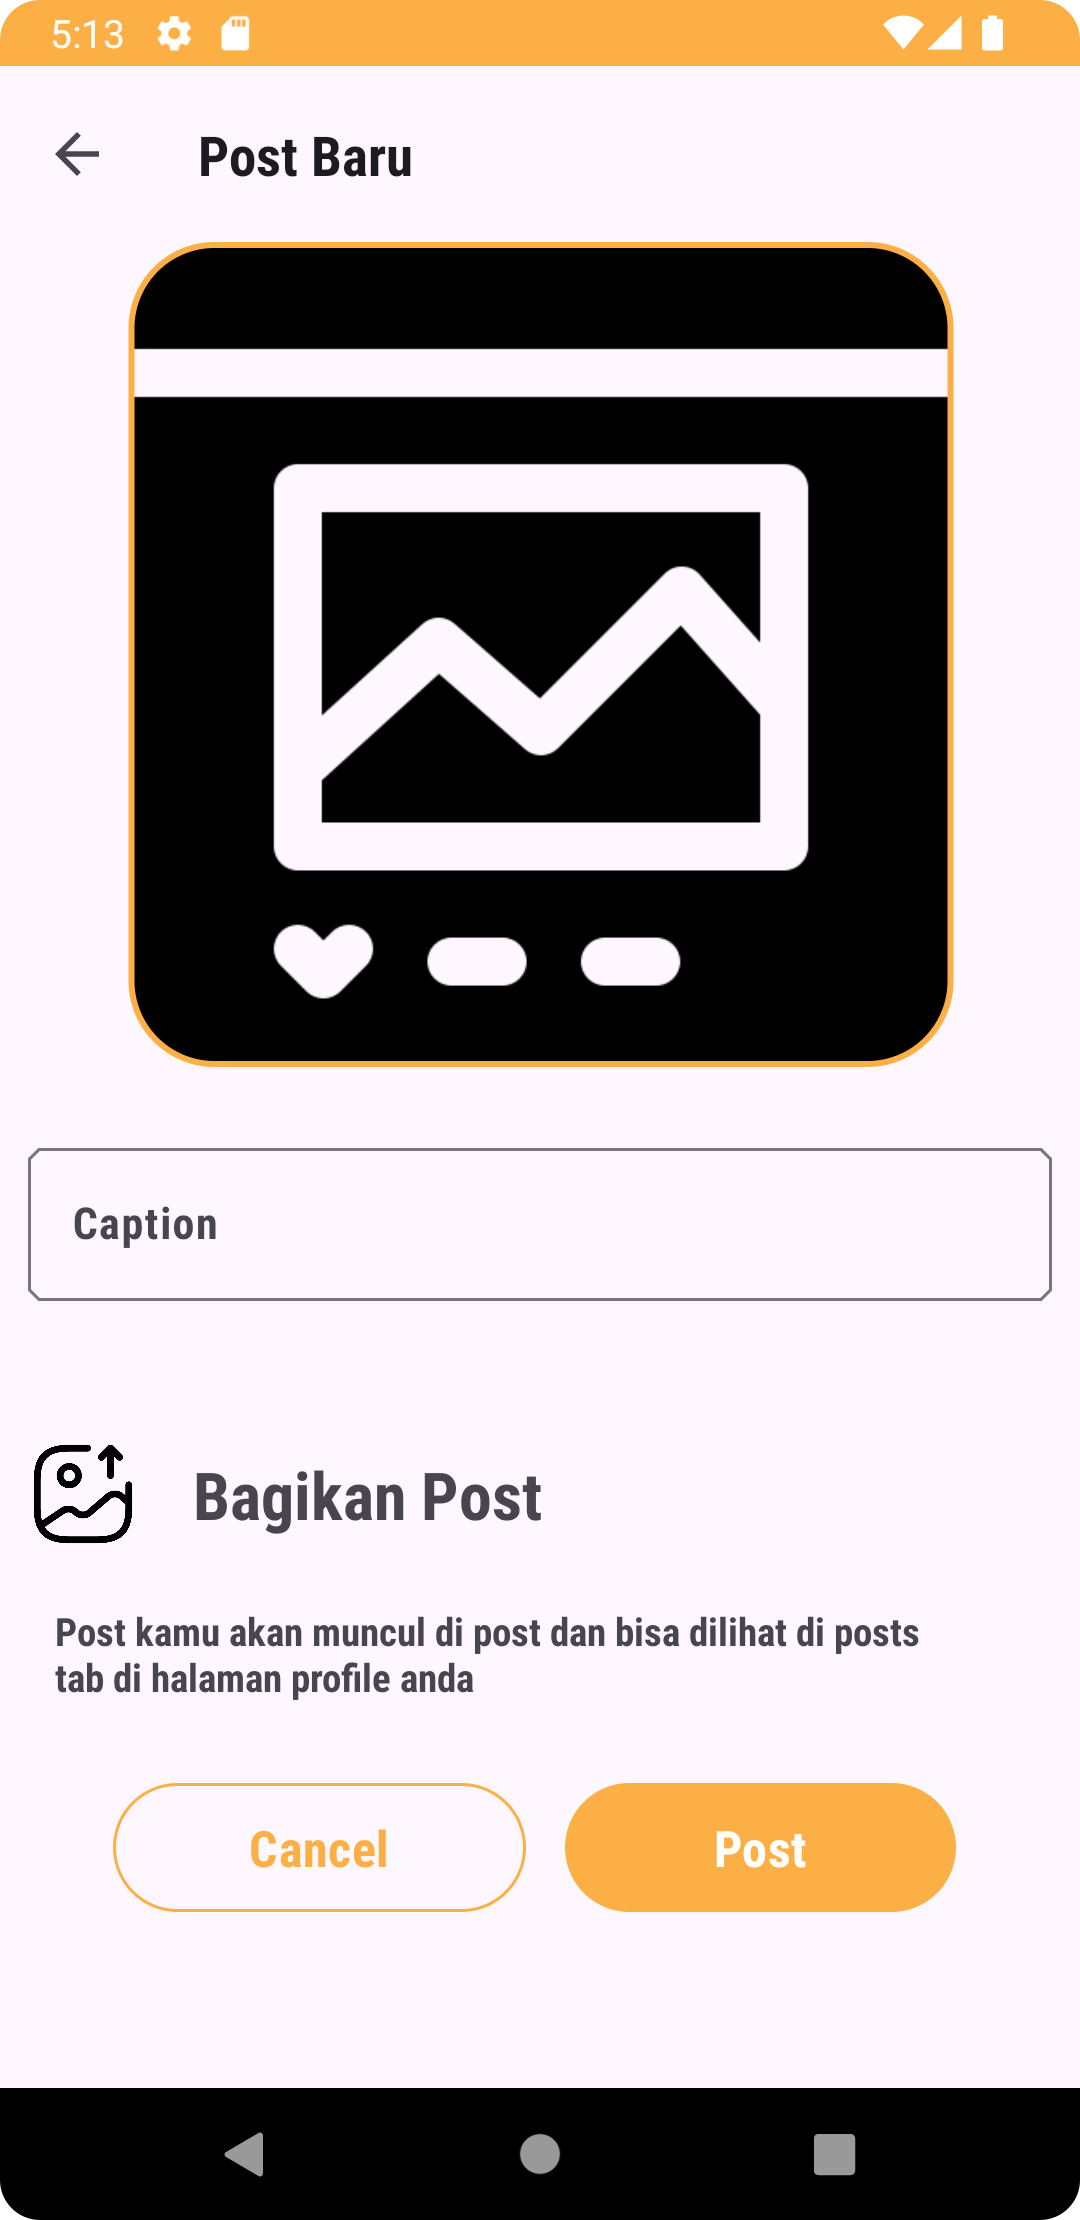 5:13
Post Baru
Caption
Bagikan Post
Post kamu akan muncul di post dan bisa dilihat di posts
tab di halaman profile anda
Cancel
Post